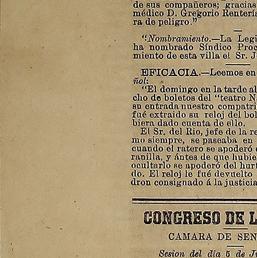 de sus compañeros; gracias
médico D. Gregorio Rentería
ra de peligro."
"Nombramiento.—La Legi
ha nombrado Síndico Proc
miento de esta villa el Sr. J
EFICACIA.—Leemos en
ñol:
"El domingo en la tarde al
cho de boletos del "teatro N
su entrada nuestro compatri
fué extraido su reloj del bols
biera dado cuenta de ello.
El Sr. del Rio, jefe de la re
mo siempre, se paseaba en
cuando el ratero se apoderó d
ranilla, y ántes de que hubie
ocultarlo se apoderó del hurt
do. El reloj le fué devuelto
dron consignado á la justicia
CONGRESO DE L
CAMARA DE SEN
Sesion del dia 5 de Ju